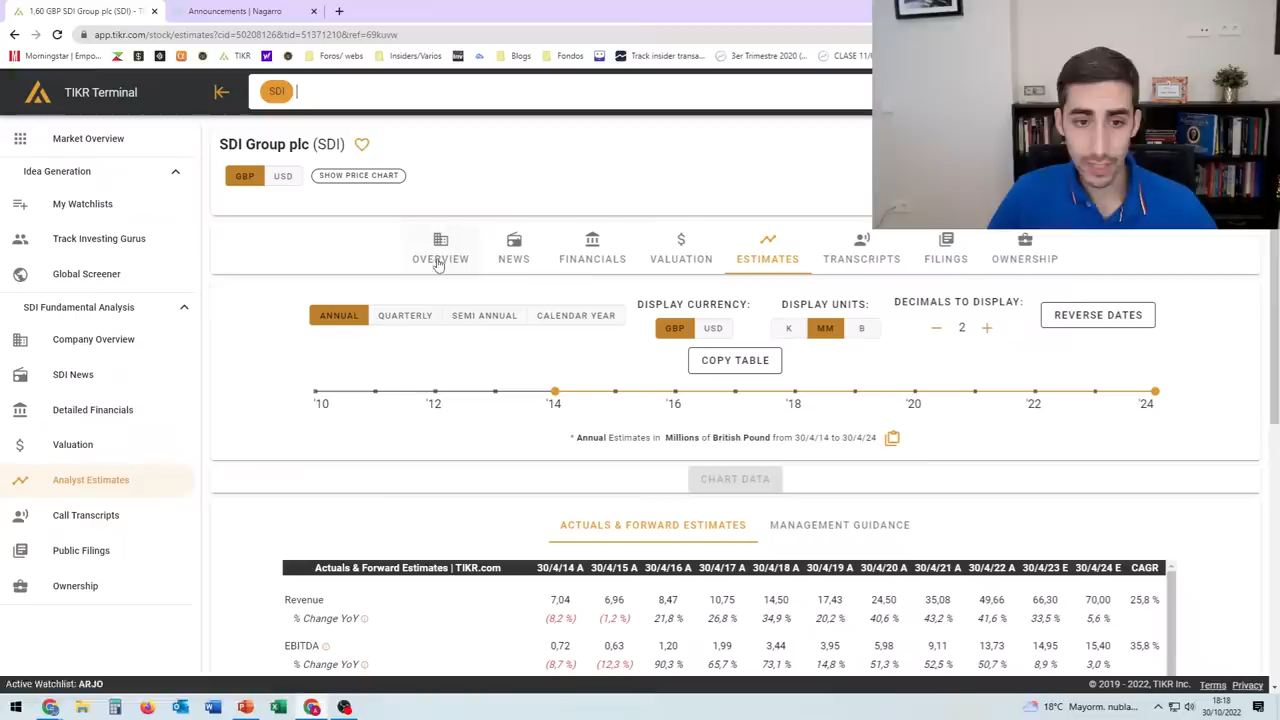 1,60 GBP SDI Group plc (SDI) - T
Announcements | Nagarro
app.tikr.com/stock/estimates?cid=50208126&tid=51371210&ref=69kuvw
Morningstar | Empo...
Foros/ webs
Insiders/Varios
TIKR
Blogs
Fondos
Track insider transa...
3er Trimestre 2020 (...
CLASE 11/
TIKR Terminal
SDI
Market Overview
Idea Generation
My Watchlists
Track Investing Gurus
Global Screener
SDI Fundamental Analysis
Company Overview
SDI News
Detailed Financials
Valuation
Analyst Estimates
Call Transcripts
Public Filings
Ownership
SDI Group plc (SDI)
GBP USD SHOW PRICE CHART
OVERVIEW NEWS FINANCIALS VALUATION ESTIMATES TRANSCRIPTS FILINGS OWNERSHIP
ANNUAL QUARTERLY SEMI ANNUAL CALENDAR YEAR
DISPLAY CURRENCY:
GBP USD
DISPLAY UNITS:
K MM B
DECIMALS TO DISPLAY:
2
REVERSE DATES
COPY TABLE
'10 '12 '14 '16 '18 '20 '22 '24
* Annual Estimates in Millions of British Pound from 30/4/14 to 30/4/24
CHART DATA
ACTUALS & FORWARD ESTIMATES MANAGEMENT GUIDANCE
Actuals & Forward Estimates | TIKR.com 30/4/14 A 30/4/15 A 30/4/16 A 30/4/17 A 30/4/18 A 30/4/19 A 30/4/20 A 30/4/21 A 30/4/22 A 30/4/23 E 30/4/24 E CAGR
Revenue 7,04 6,96 8,47 10,75 14,50 17,43 24,50 35,08 49,66 66,30 70,00 25,8 %
% Change YoY (8,2 %) (1,2 %) 21,8 % 26,8 % 34,9 % 20,2 % 40,6 % 43,2 % 41,6 % 33,5 % 5,6 %
EBITDA 0,72 0,63 1,20 1,99 3,44 3,95 5,98 9,11 13,73 14,95 15,40 35,8 %
% Change YoY (8,7 %) (12,3 %) 90,3 % 65,7 % 73,1 % 14,8 % 51,3 % 52,5 % 50,7 % 8,9 % 3,0 %
Active Watchlist: ARJO
© 2019 - 2022, TIKR Inc. Terms Privacy
18°C Mayorm. nubla...
18:18
30/10/2022